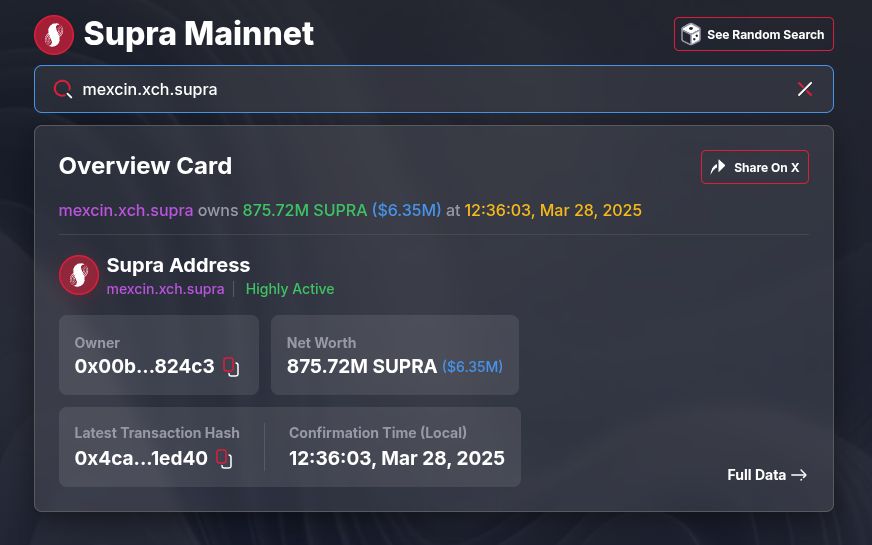 Supra Mainnet
See Random Search
mexcin.xch.supra
Overview Card
Share On X
mexcin.xch.supra owns 875.72M SUPRA ($6.35M) at 12:36:03, Mar 28, 2025
Supra Address
mexcin.xch.supra | Highly Active
Owner
0x00b...824c3
Net Worth
875.72M SUPRA ($6.35M)
Latest Transaction Hash
0x4ca...1ed40
Confirmation Time (Local)
12:36:03, Mar 28, 2025
Full Data →